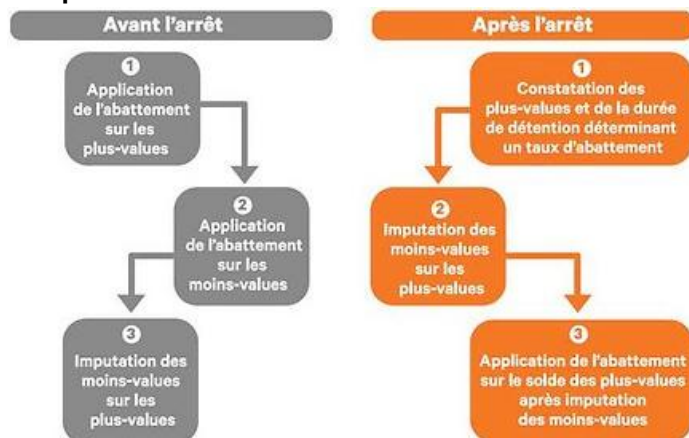 Avant l'arrêt
1
Application
de l'abattement
sur les
plus-values
2
Application
de l'abattement
sur les
moins-values
3
Imputation des
moins-values
sur les
plus-values
Après l'arrêt
1
Constatation des
plus-values et de la durée
de détention déterminant
un taux d'abattement
2
Imputation des
moins-values
sur les
plus-values
3
Application de l'abattement
sur le solde des plus-values
après imputation
des moins-values